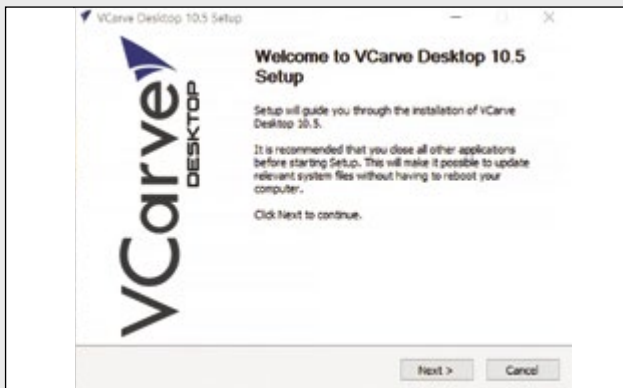 VCarve Desktop 10.5 Setup
VCarve
DESKTOP
Welcome to VCarve Desktop 10.5
Setup
Setup will guide you through the installation of VCarve
Desktop 10.5.
It is recommended that you close all other applications
before starting Setup. This will make it possible to update
relevant system files without having to reboot your
computer.
Click Next to continue.
Next >
Cancel